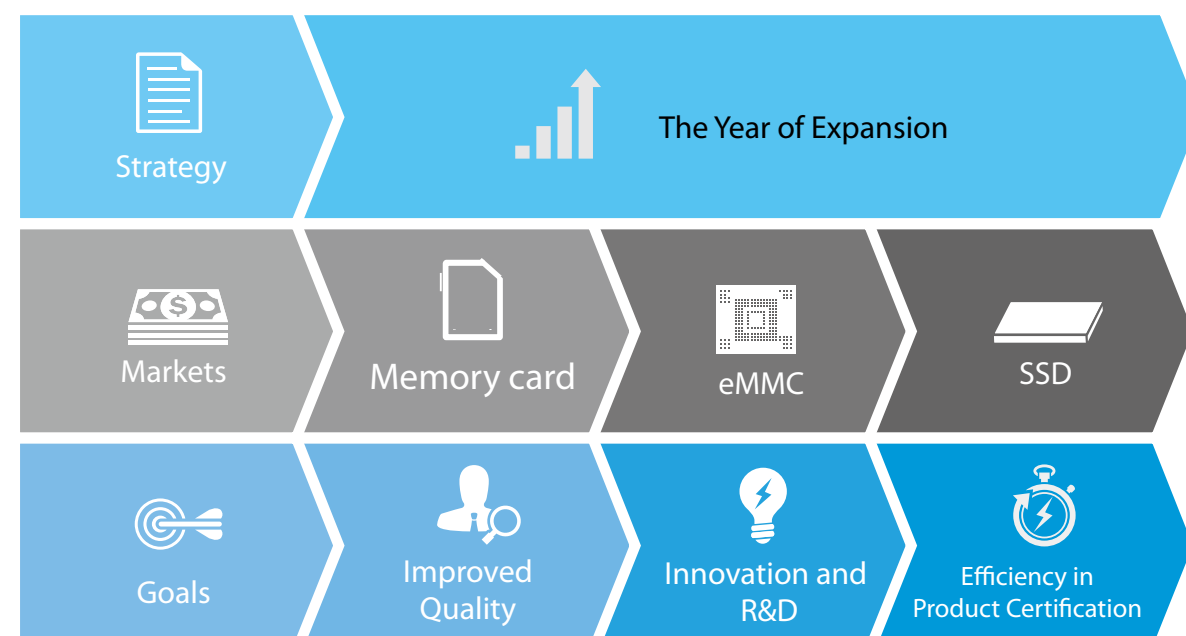 Strategy
The Year of Expansion
Markets
Memory card
eMMC
SSD
Goals
Improved
Quality
Innovation and
R&D
Efficiency in
Product Certification